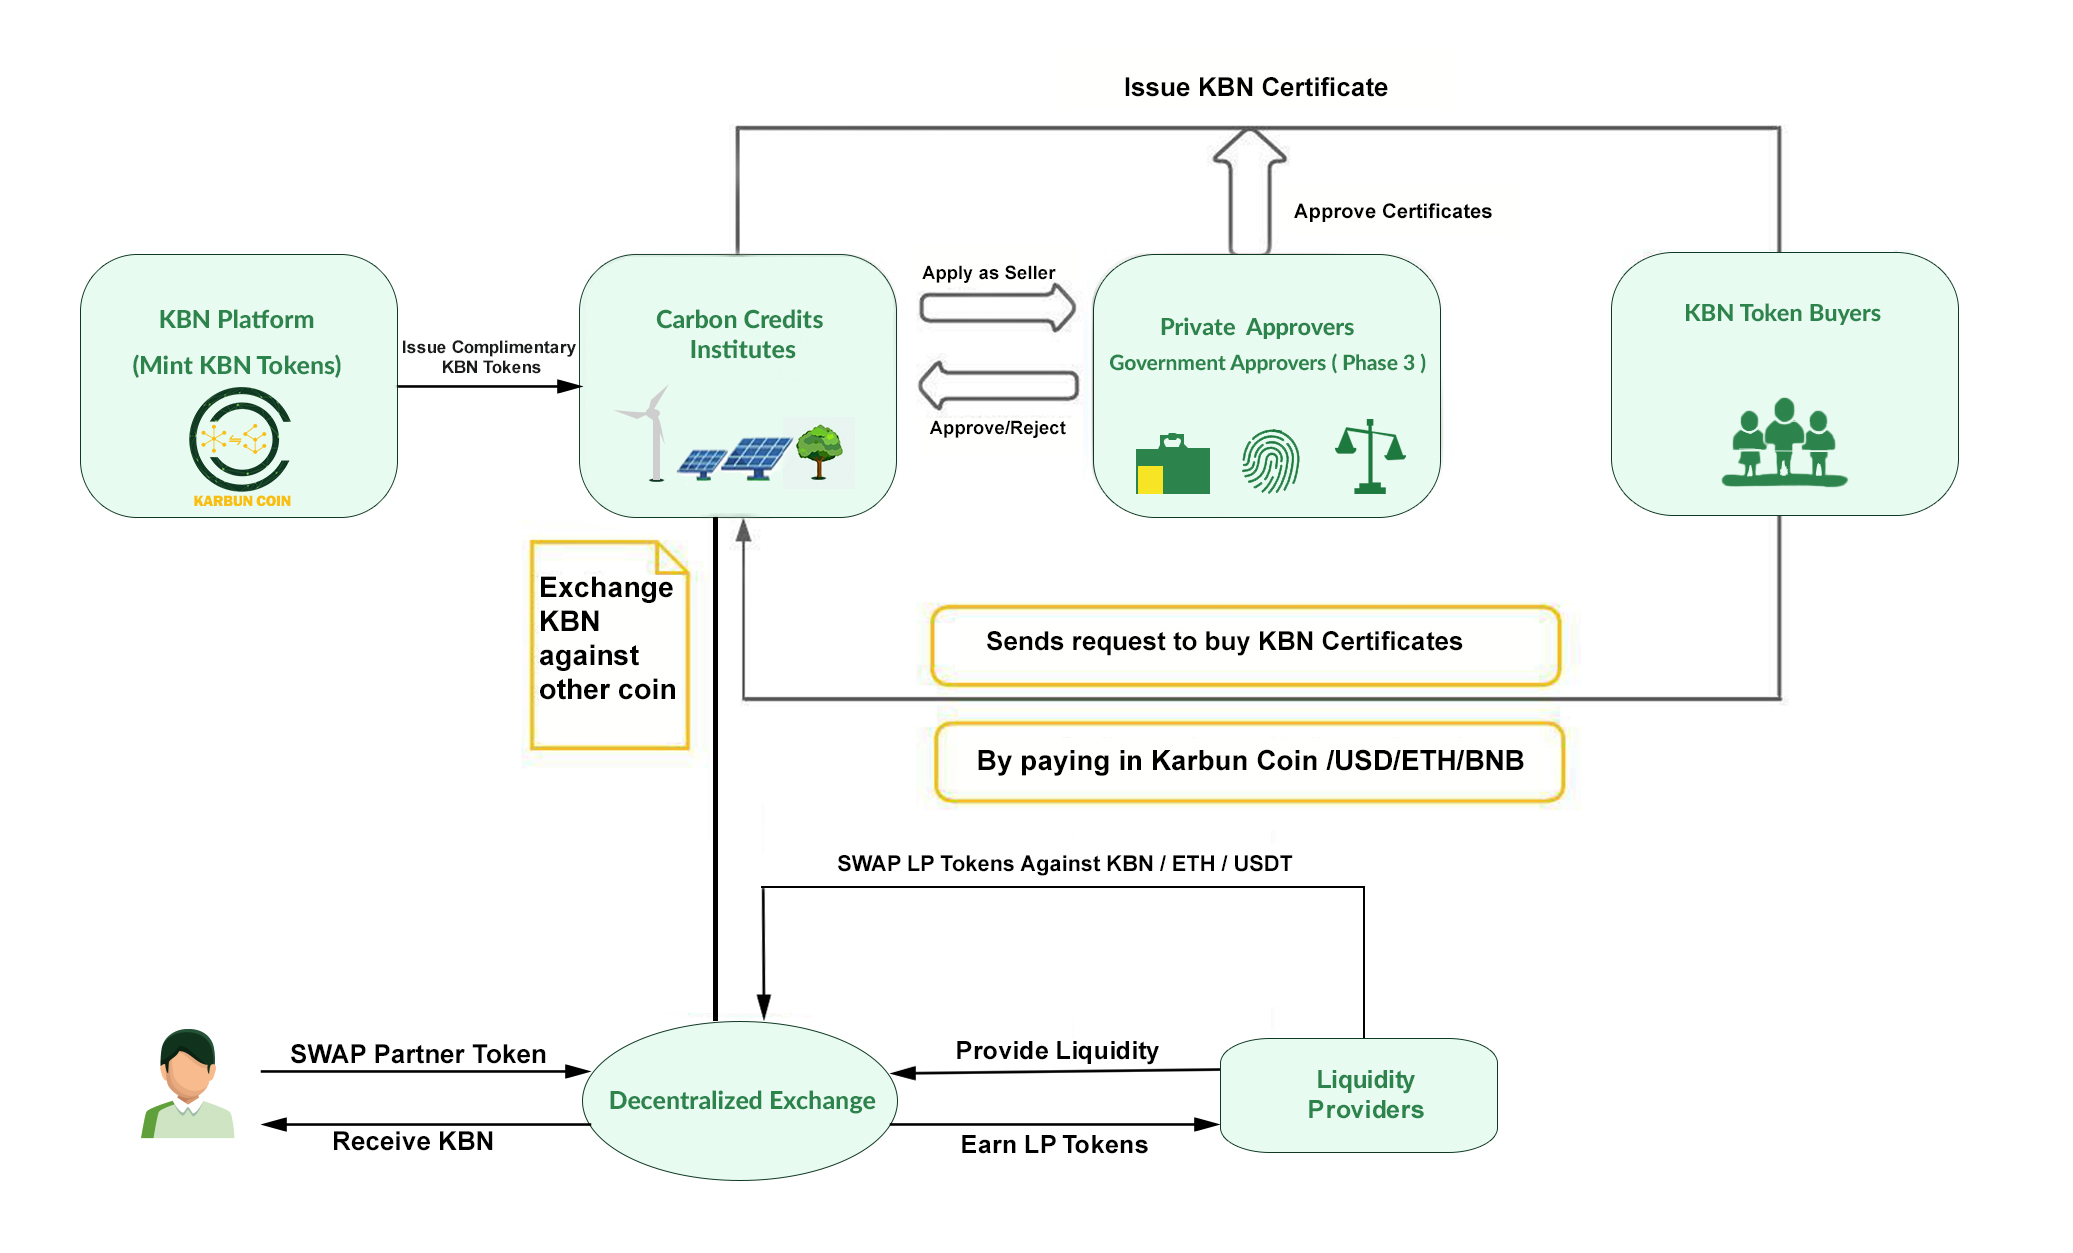 Issue KBN Certificate
Approve Certificates
KBN Platform
(Mint KBN Tokens)
KARBUN COIN
Issue Complimentary
KBN Tokens
Carbon Credits
Institutes
Apply as Seller
Approve/Reject
Private Approvers
Government Approvers ( Phase 3 )
KBN Token Buyers
Exchange
KBN
against
other coin
Sends request to buy KBN Certificates
By paying in Karbun Coin /USD/ETH/BNB
SWAP LP Tokens Against KBN / ETH / USDT
SWAP Partner Token
Receive KBN
Decentralized Exchange
Provide Liquidity
Earn LP Tokens
Liquidity
Providers